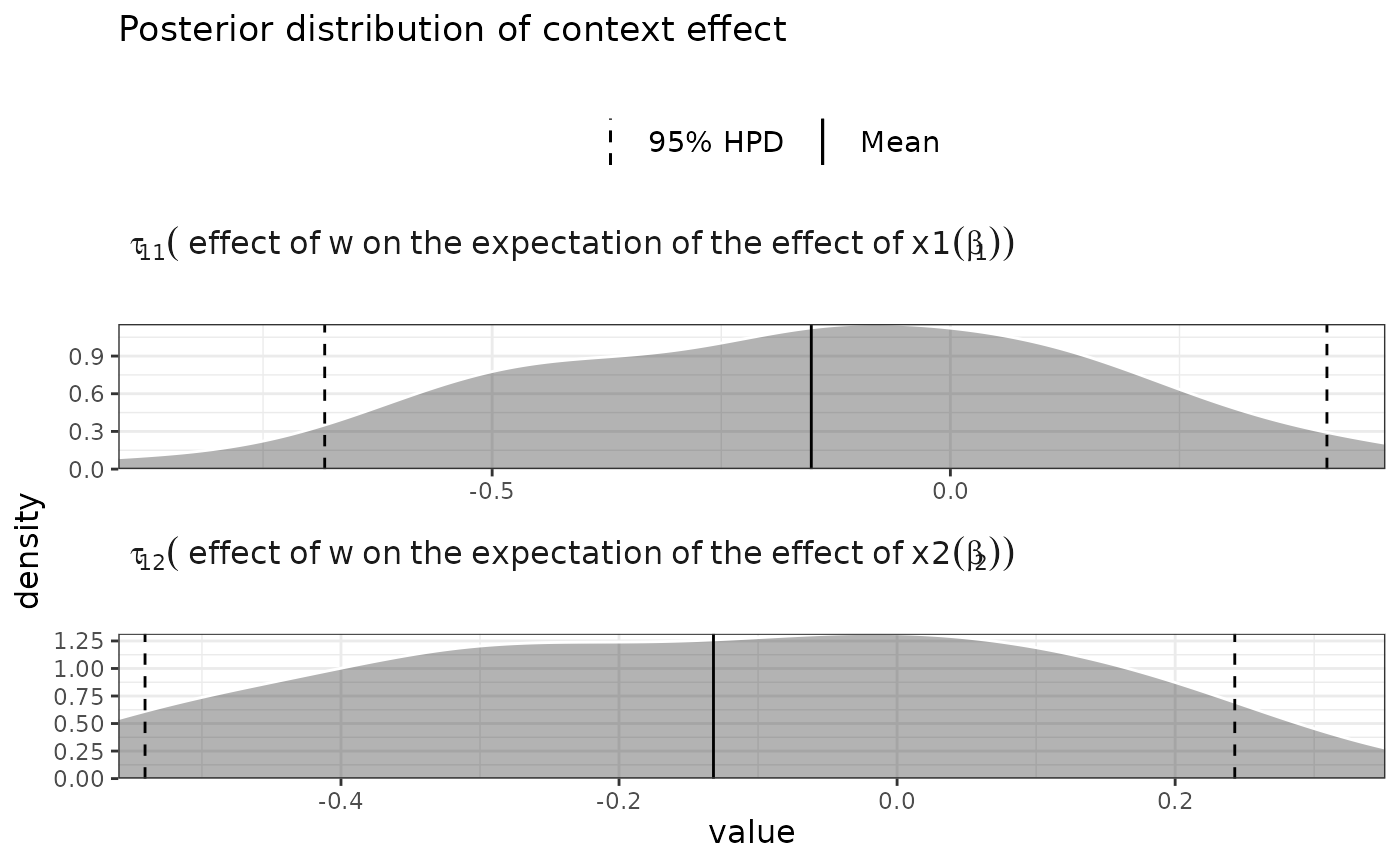 Posterior distribution of context effect
95% HPD Mean
τ11( effect of w on the expectation of the effect of x1(β1))
0.9
0.6
0.3
0.0
-0.5 0.0
τ12( effect of w on the expectation of the effect of x2(β2))
density
1.25
1.00
0.75
0.50
0.25
0.00
-0.4 -0.2 0.0 0.2
value